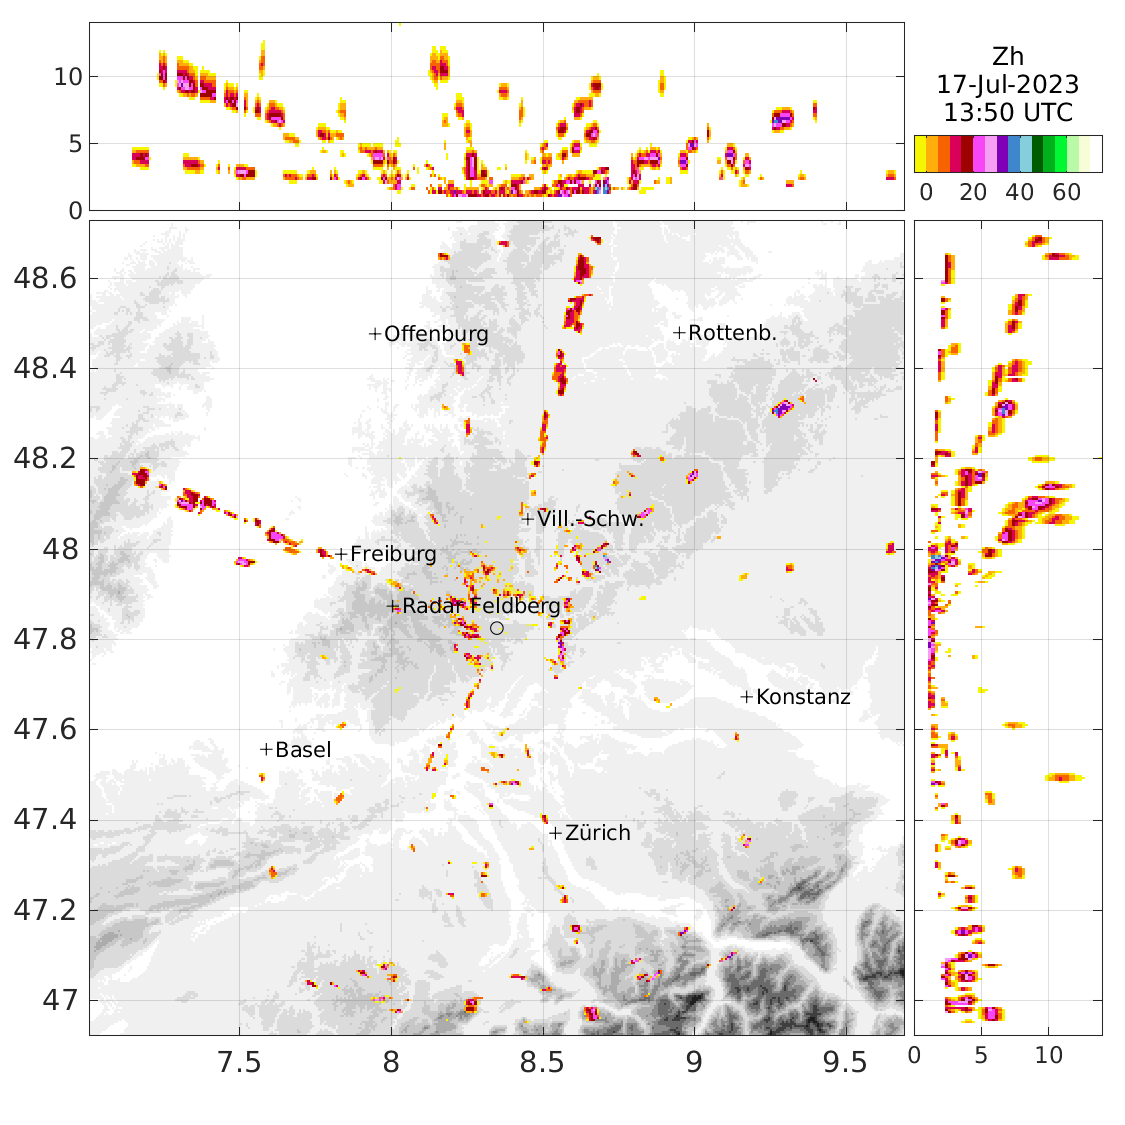 10
5
0
Zh
17-Jul-2023
13:50 UTC
0 20 40 60
48.6
48.4
48.2
48
47.8
47.6
47.4
47.2
47
Offenburg
Rottenb.
Vill.-Schw.
Freiburg
Radar Feldberg
Konstanz
Basel
Zürich
7.5 8 8.5 9 9.5
0 5 10